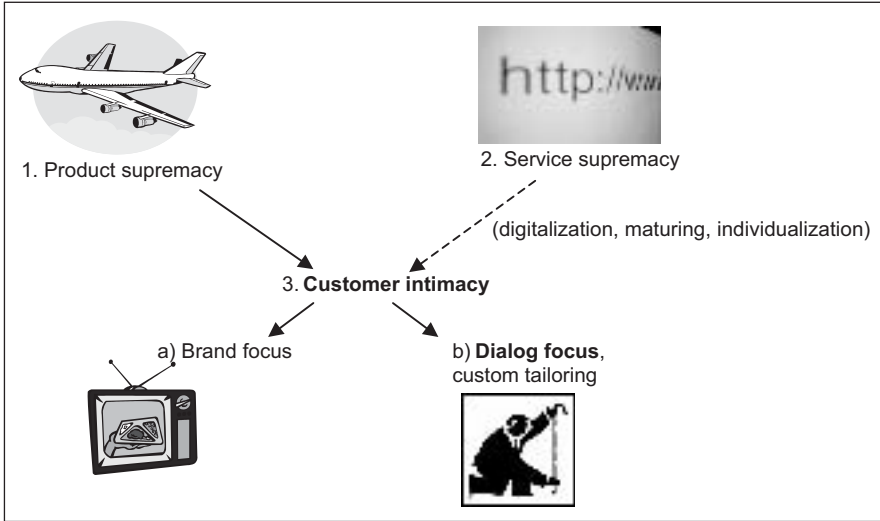 http://www
1. Product supremacy
2. Service supremacy
(digitalization, maturing, individualization)
3. Customer intimacy
a) Brand focus
b) Dialog focus,
custom tailoring